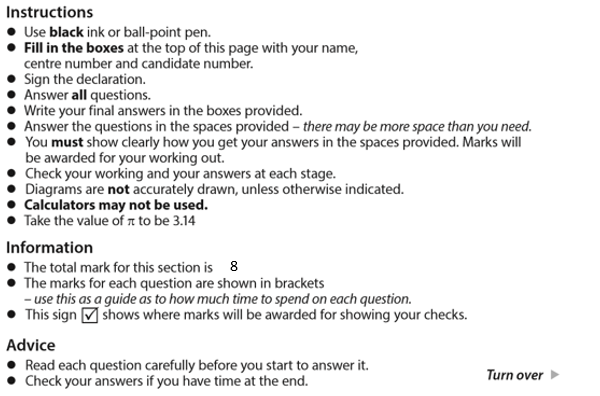 Instructions
● Use black ink or ball-point pen.
● Fill in the boxes at the top of this page with your name,
centre number and candidate number.
● Sign the declaration.
● Answer all questions.
● Write your final answers in the boxes provided.
● Answer the questions in the spaces provided – there may be more space than you need.
● You must show clearly how you get your answers in the spaces provided. Marks will
be awarded for your working out.
● Check your working and your answers at each stage.
● Diagrams are not accurately drawn, unless otherwise indicated.
● Calculators may not be used.
● Take the value of π to be 3.14
Information
● The total mark for this section is 8
● The marks for each question are shown in brackets
– use this as a guide as to how much time to spend on each question.
● This sign ☑ shows where marks will be awarded for showing your checks.
Advice
● Read each question carefully before you start to answer it.
● Check your answers if you have time at the end.
Turn over ▶